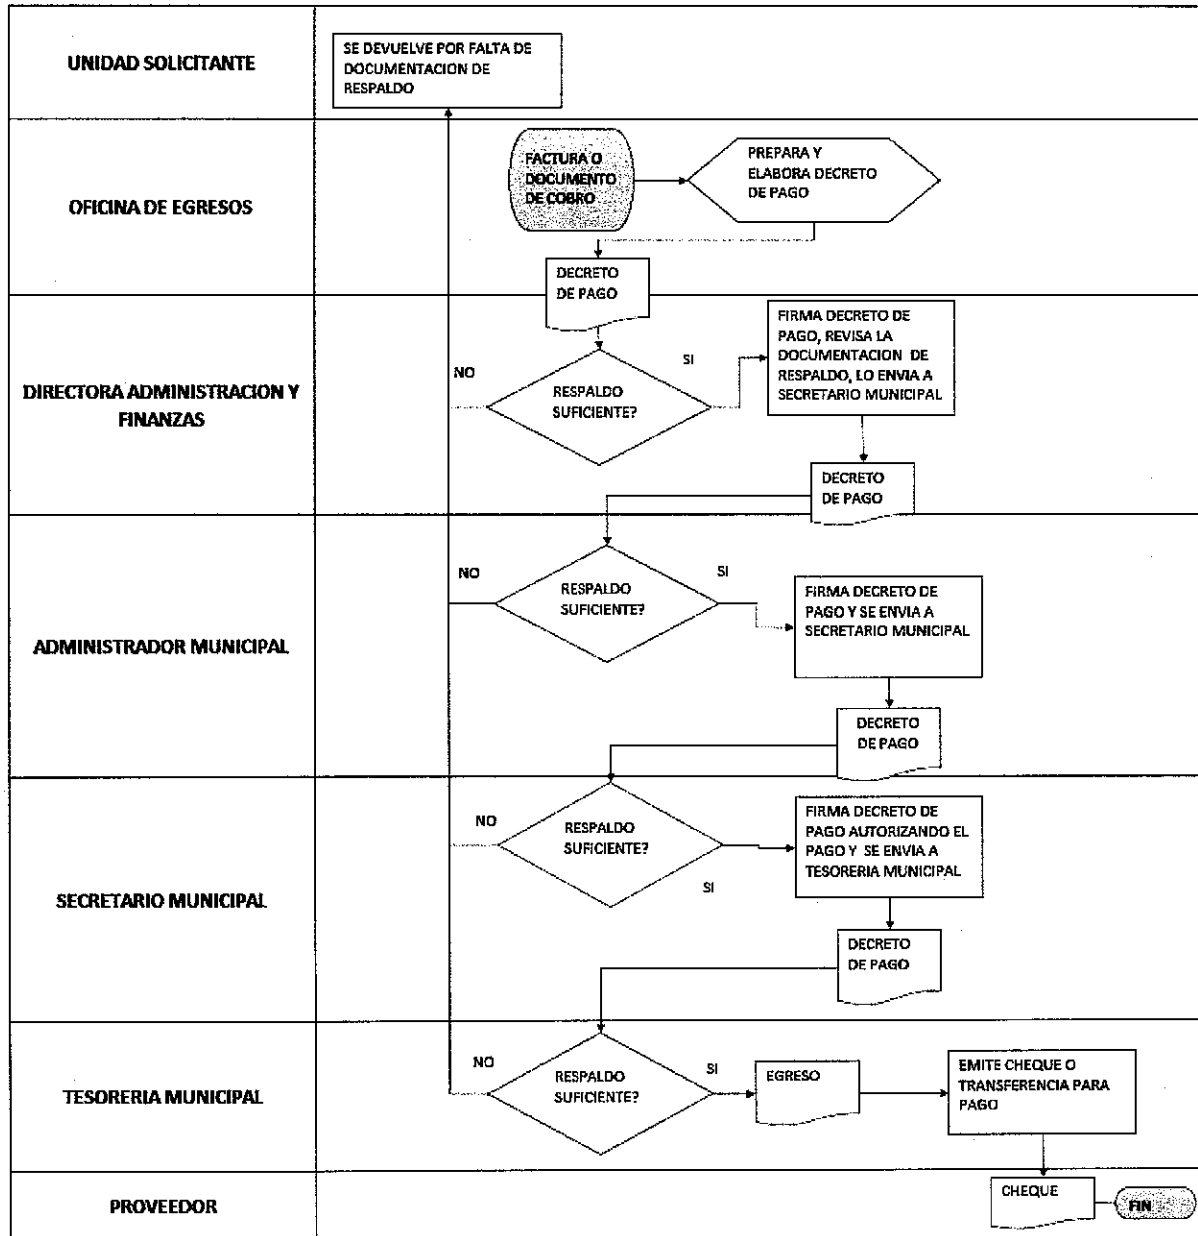 UNIDAD SOLICITANTE
SE DEVUELVE POR FALTA DE
DOCUMENTACION DE
RESPALDO
OFICINA DE EGRESOS
FACTURA O
DOCUMENTO
DE COBRO
PREPARA Y
ELABORA DECRETO
DE PAGO
DECRETO
DE PAGO
DIRECTORA ADMINISTRACION Y
FINANZAS
NO
RESPALDO
SUFICIENTE?
SI
FIRMA DECRETO DE
PAGO, REVISA LA
DOCUMENTACION DE
RESPALDO, LO ENVIA A
SECRETARIO MUNICIPAL
DECRETO
DE PAGO
ADMINISTRADOR MUNICIPAL
NO
RESPALDO
SUFICIENTE?
SI
FIRMA DECRETO DE
PAGO Y SE ENVIA A
SECRETARIO MUNICIPAL
DECRETO
DE PAGO
SECRETARIO MUNICIPAL
NO
RESPALDO
SUFICIENTE?
SI
FIRMA DECRETO DE
PAGO AUTORIZANDO EL
PAGO Y SE ENVIA A
TESORERIA MUNICIPAL
DECRETO
DE PAGO
TESORERIA MUNICIPAL
NO
RESPALDO
SUFICIENTE?
SI
EGRESO
EMITE CHEQUE O
TRANSFERENCIA PARA
PAGO
PROVEEDOR
CHEQUE
FIN